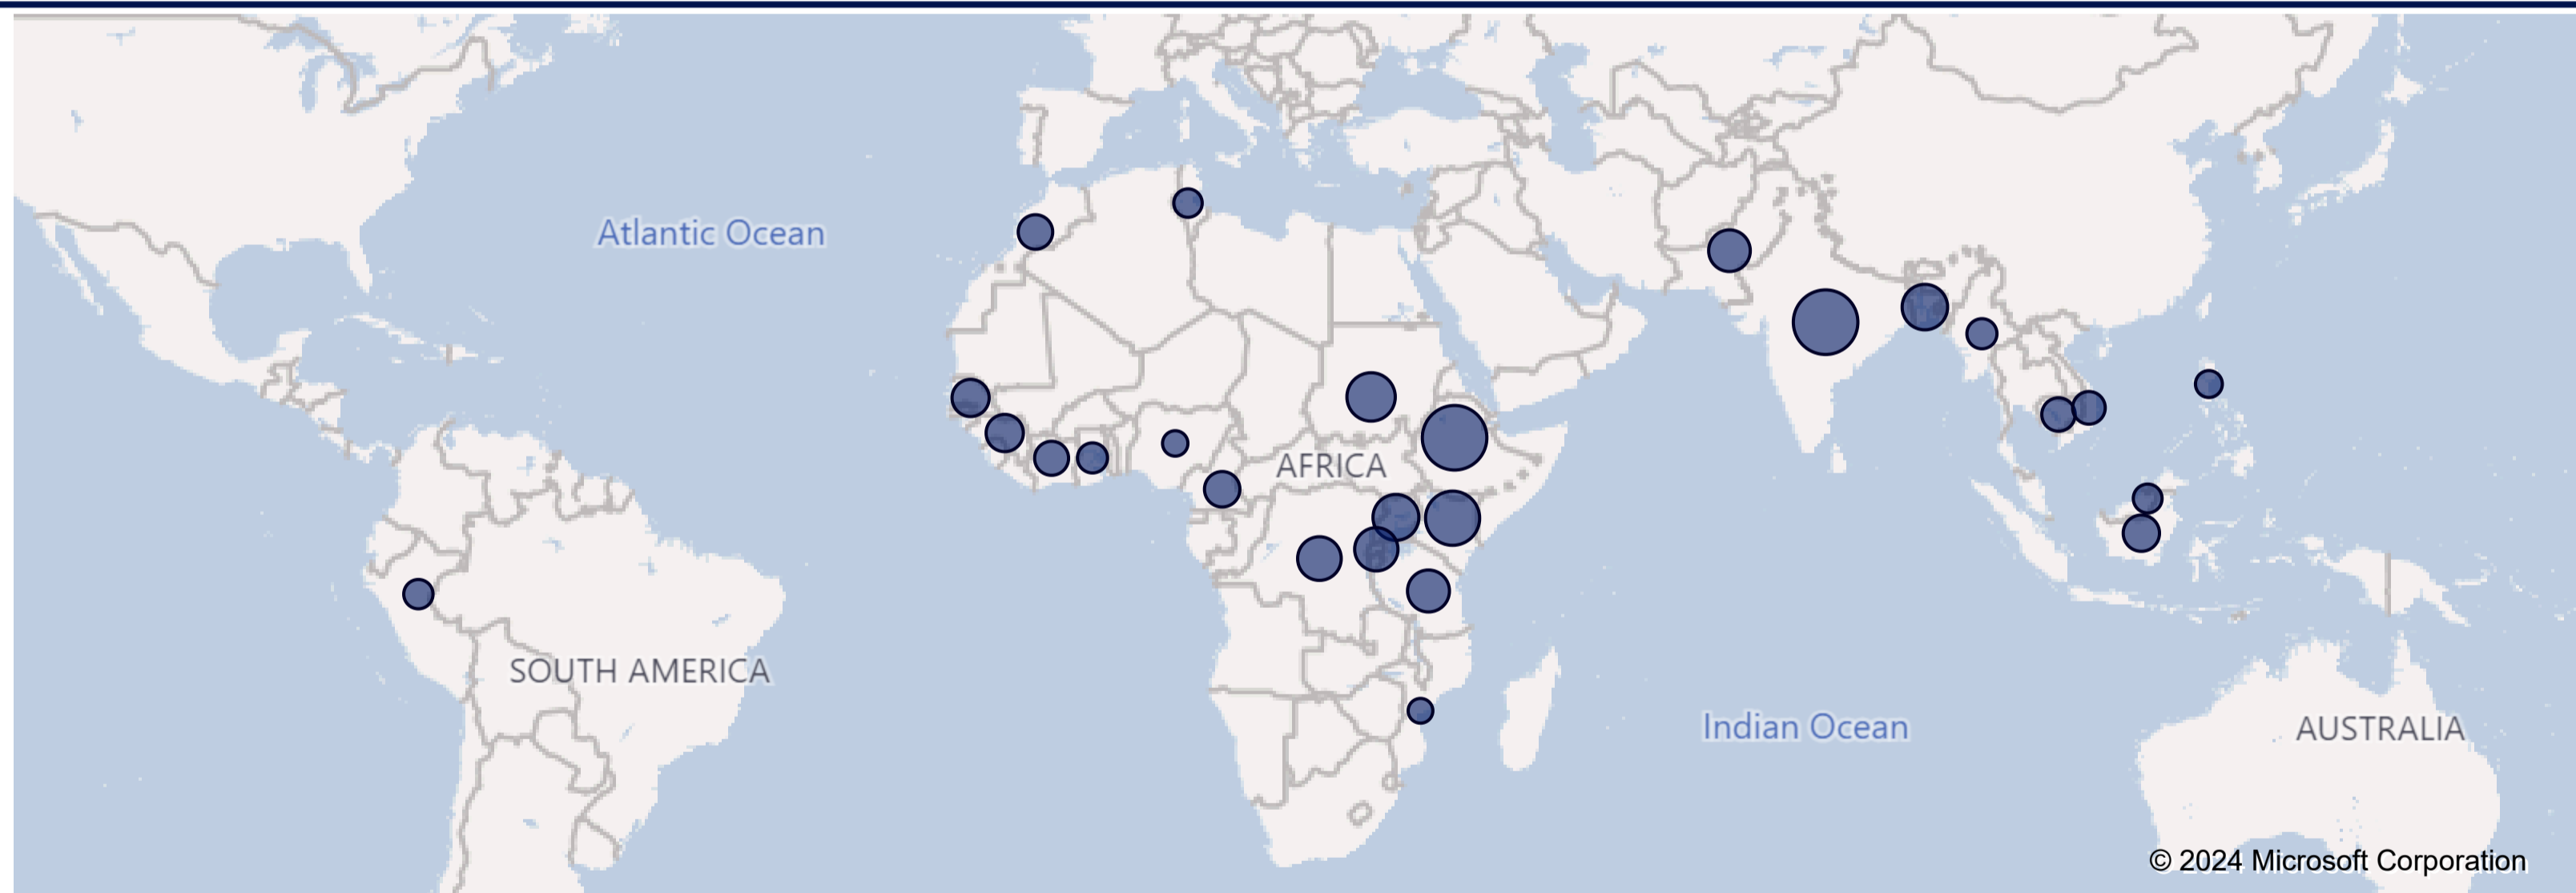 Atlantic Ocean
AFRICA
SOUTH AMERICA
Indian Ocean
AUSTRALIA
© 2024 Microsoft Corporation